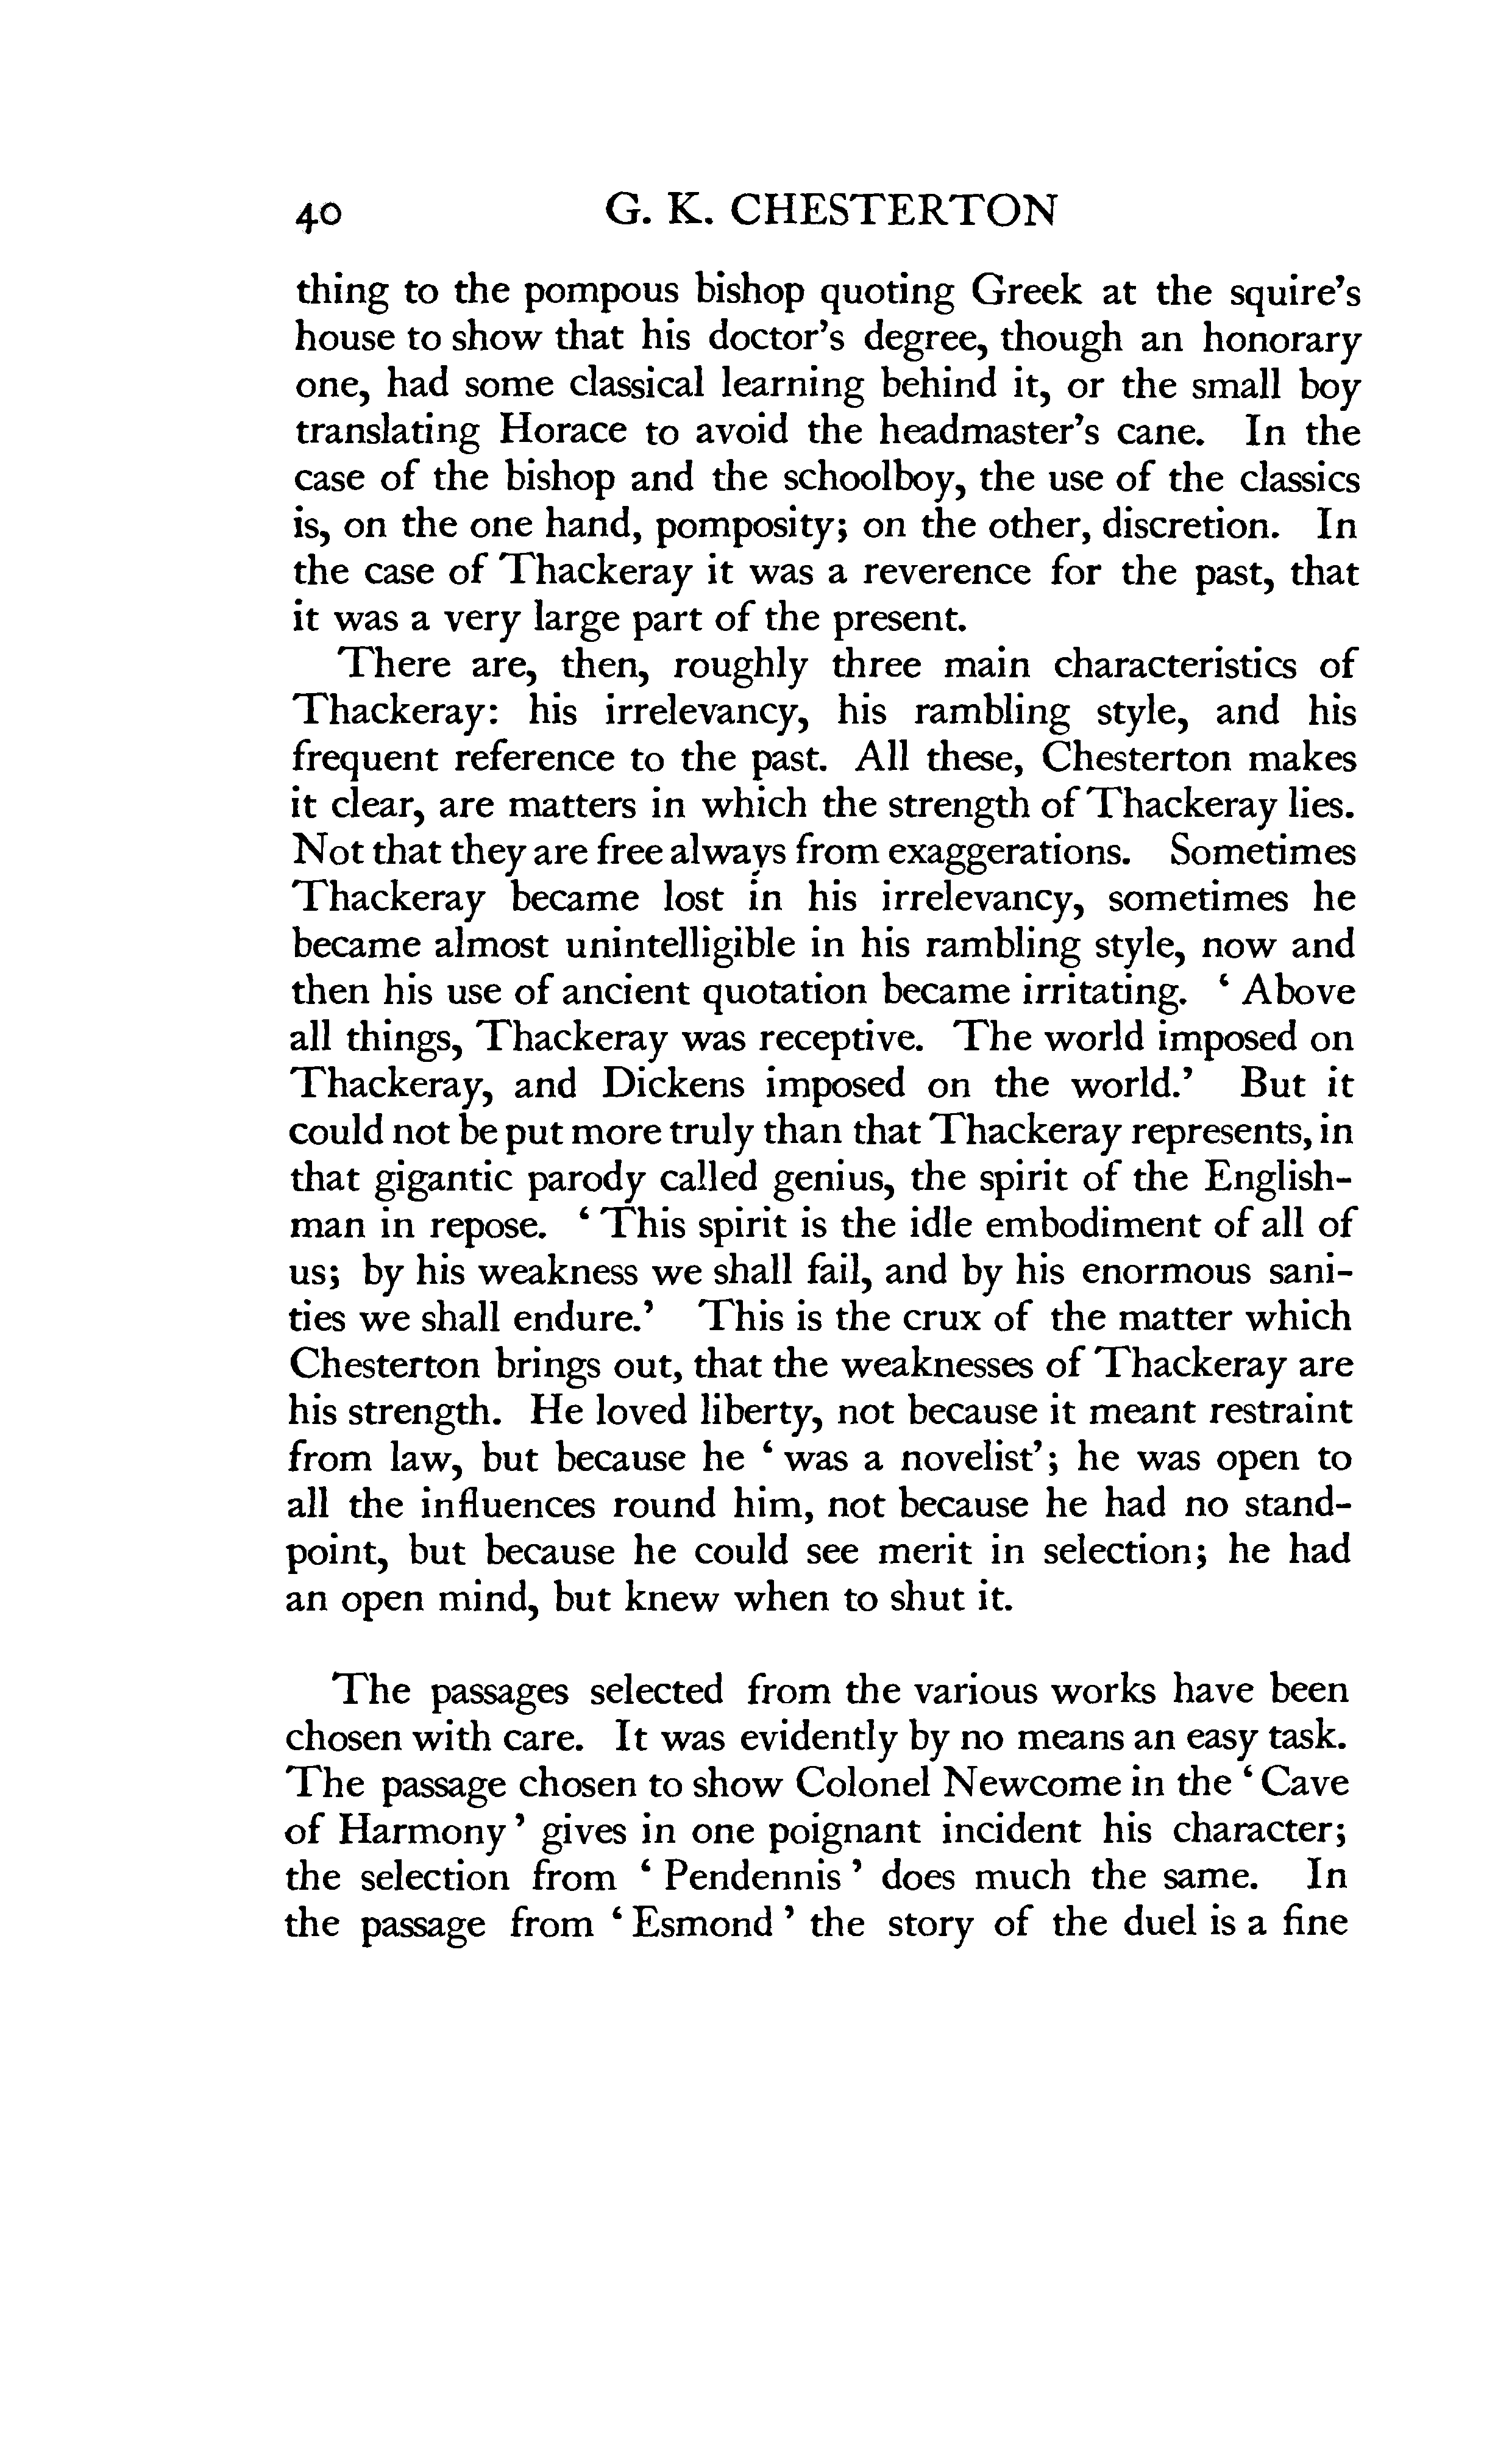 40 G. K. CHESTERTON
thing to the pompous bishop quoting Greek at the squire's
house to show that his doctor's degree, though an honorary
one, had some classical learning behind it, or the small boy
translating Horace to avoid the headmaster's cane. In the
case of the bishop and the schoolboy, the use of the classics
is, on the one hand, pomposity; on the other, discretion. In
the case of Thackeray it was a reverence for the past, that
it was a very large part of the present.
There are, then, roughly three main characteristics of
Thackeray: his irrelevancy, his rambling style, and his
frequent reference to the past. All these, Chesterton makes
it clear, are matters in which the strength of Thackeray lies.
Not that they are free always from exaggerations. Sometimes
Thackeray became lost in his irrelevancy, sometimes he
became almost unintelligible in his rambling style, now and
then his use of ancient quotation became irritating. ‘ Above
all things, Thackeray was receptive. The world imposed on
Thackeray, and Dickens imposed on the world.’ But it
could not be put more truly than that Thackeray represents, in
that gigantic parody called genius, the spirit of the English-
man in repose. ‘ This spirit is the idle embodiment of all of
us; by his weakness we shall fail, and by his enormous sani-
ties we shall endure.’ This is the crux of the matter which
Chesterton brings out, that the weaknesses of Thackeray are
his strength. He loved liberty, not because it meant restraint
from law, but because he ‘ was a novelist’; he was open to
all the influences round him, not because he had no stand-
point, but because he could see merit in selection; he had
an open mind, but knew when to shut it.
The passages selected from the various works have been
chosen with care. It was evidently by no means an easy task.
The passage chosen to show Colonel Newcome in the ‘ Cave
of Harmony ’ gives in one poignant incident his character;
the selection from ‘ Pendennis ’ does much the same. In
the passage from ‘ Esmond ’ the story of the duel is a fine